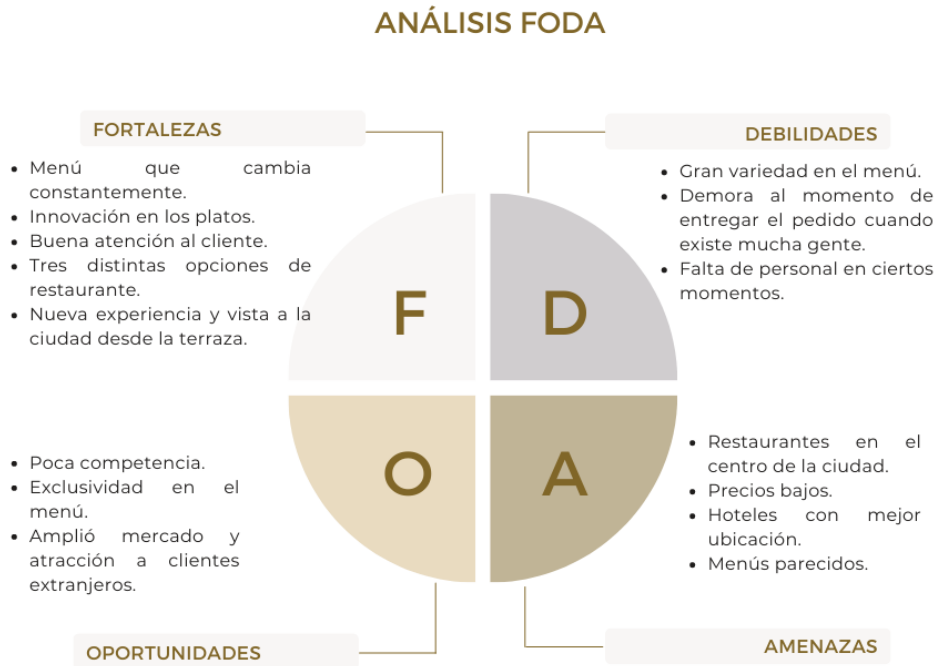 ANÁLISIS FODA
FORTALEZAS
• Menú que cambia
constantemente.
• Innovación en los platos.
• Buena atención al cliente.
• Tres distintas opciones de
restaurante.
• Nueva experiencia y vista a la
ciudad desde la terraza.
DEBILIDADES
• Gran variedad en el menú.
• Demora al momento de
entregar el pedido cuando
existe mucha gente.
• Falta de personal en ciertos
momentos.
F
D
O
A
• Poca competencia.
• Exclusividad en el
menú.
• Amplió mercado y
atracción a clientes
extranjeros.
OPORTUNIDADES
• Restaurantes en el
centro de la ciudad.
• Precios bajos.
• Hoteles con mejor
ubicación.
• Menús parecidos.
AMENAZAS